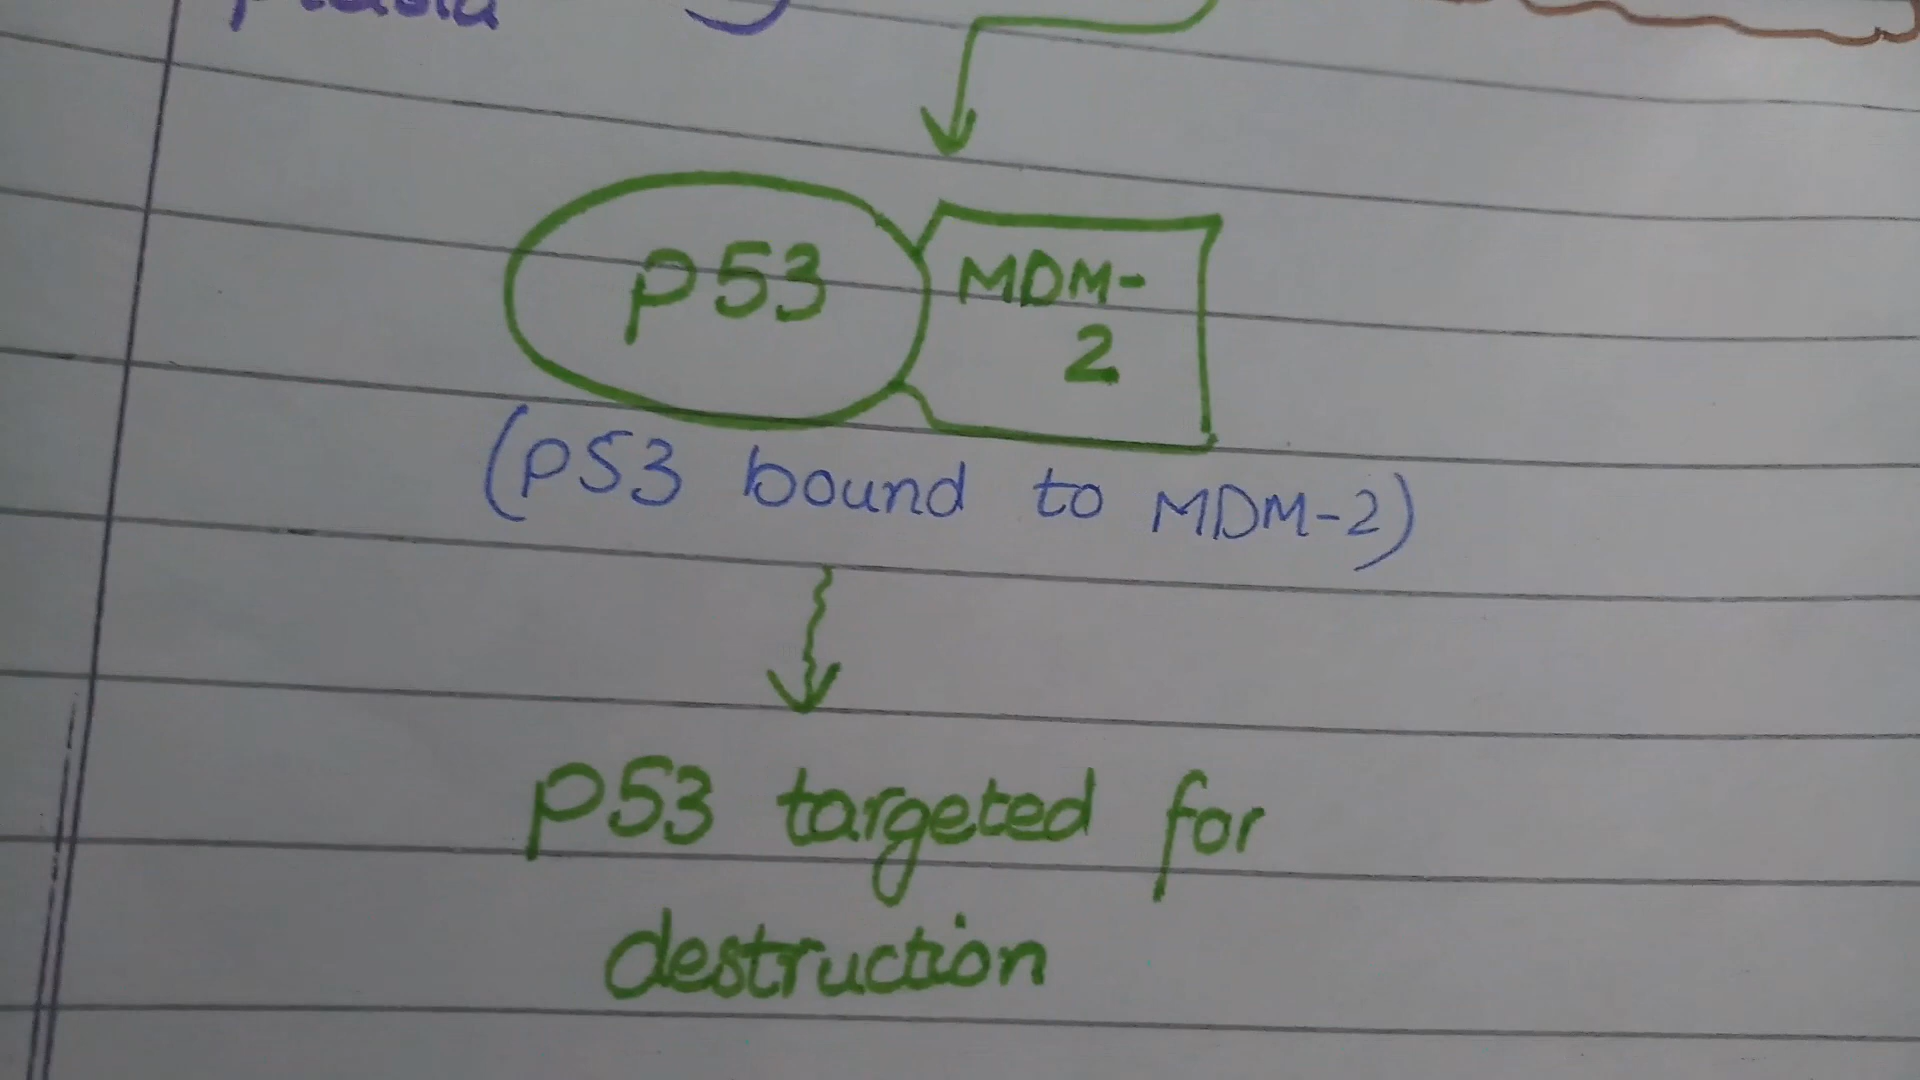 p53
MDM-
2
(p53 bound to MDM-2)
p53 targeted for
destruction